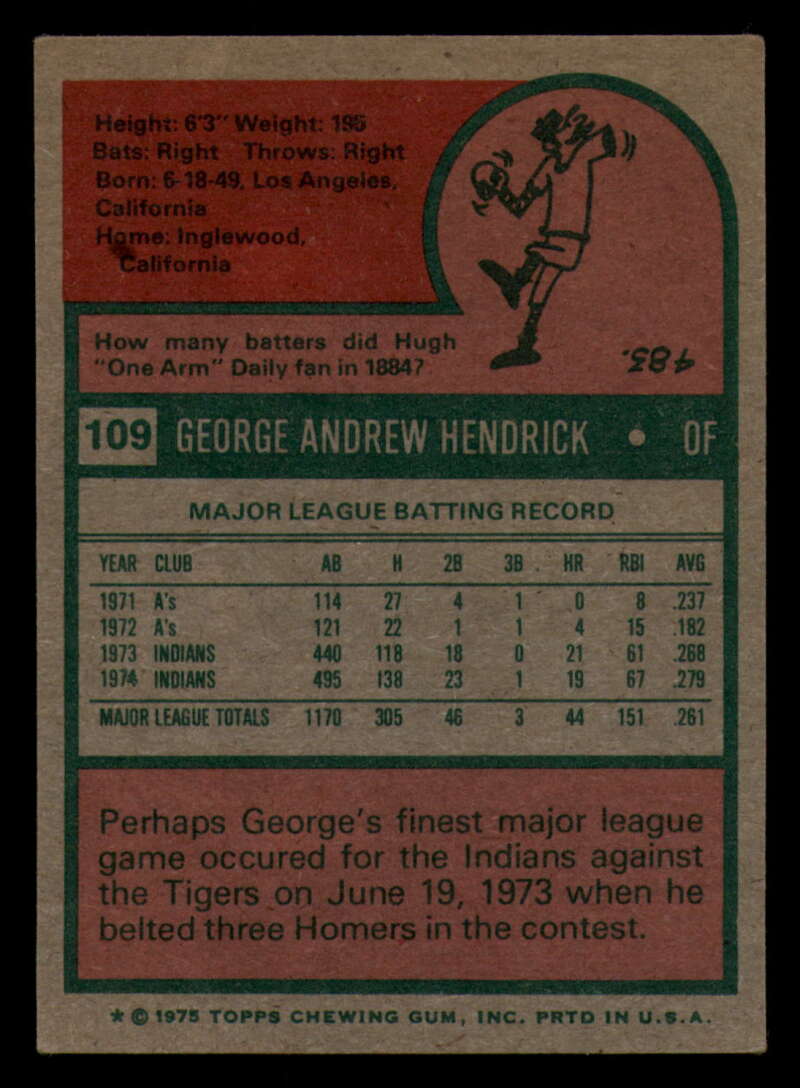 Height: 6'3" Weight: 195
Bats: Right Throws: Right
Born: 6-18-49, Los Angeles,
California
Home: Inglewood,
California
How many batters did Hugh
"One Arm" Daily fan in 1884?
483.
109 GEORGE ANDREW HENDRICK • OF
MAJOR LEAGUE BATTING RECORD
YEAR CLUB AB H 2B 3B HR RBI AVG
1971 A's 114 27 4 1 0 8 .237
1972 A's 121 22 1 1 4 15 .182
1973 INDIANS 440 118 18 0 21 61 .268
1974 INDIANS 495 138 23 1 19 67 .279
MAJOR LEAGUE TOTALS 1170 305 46 3 44 151 .261
Perhaps George's finest major league
game occured for the Indians against
the Tigers on June 19, 1973 when he
belted three Homers in the contest.
* © 1975 TOPPS CHEWING GUM, INC. PRTD IN U.S.A.